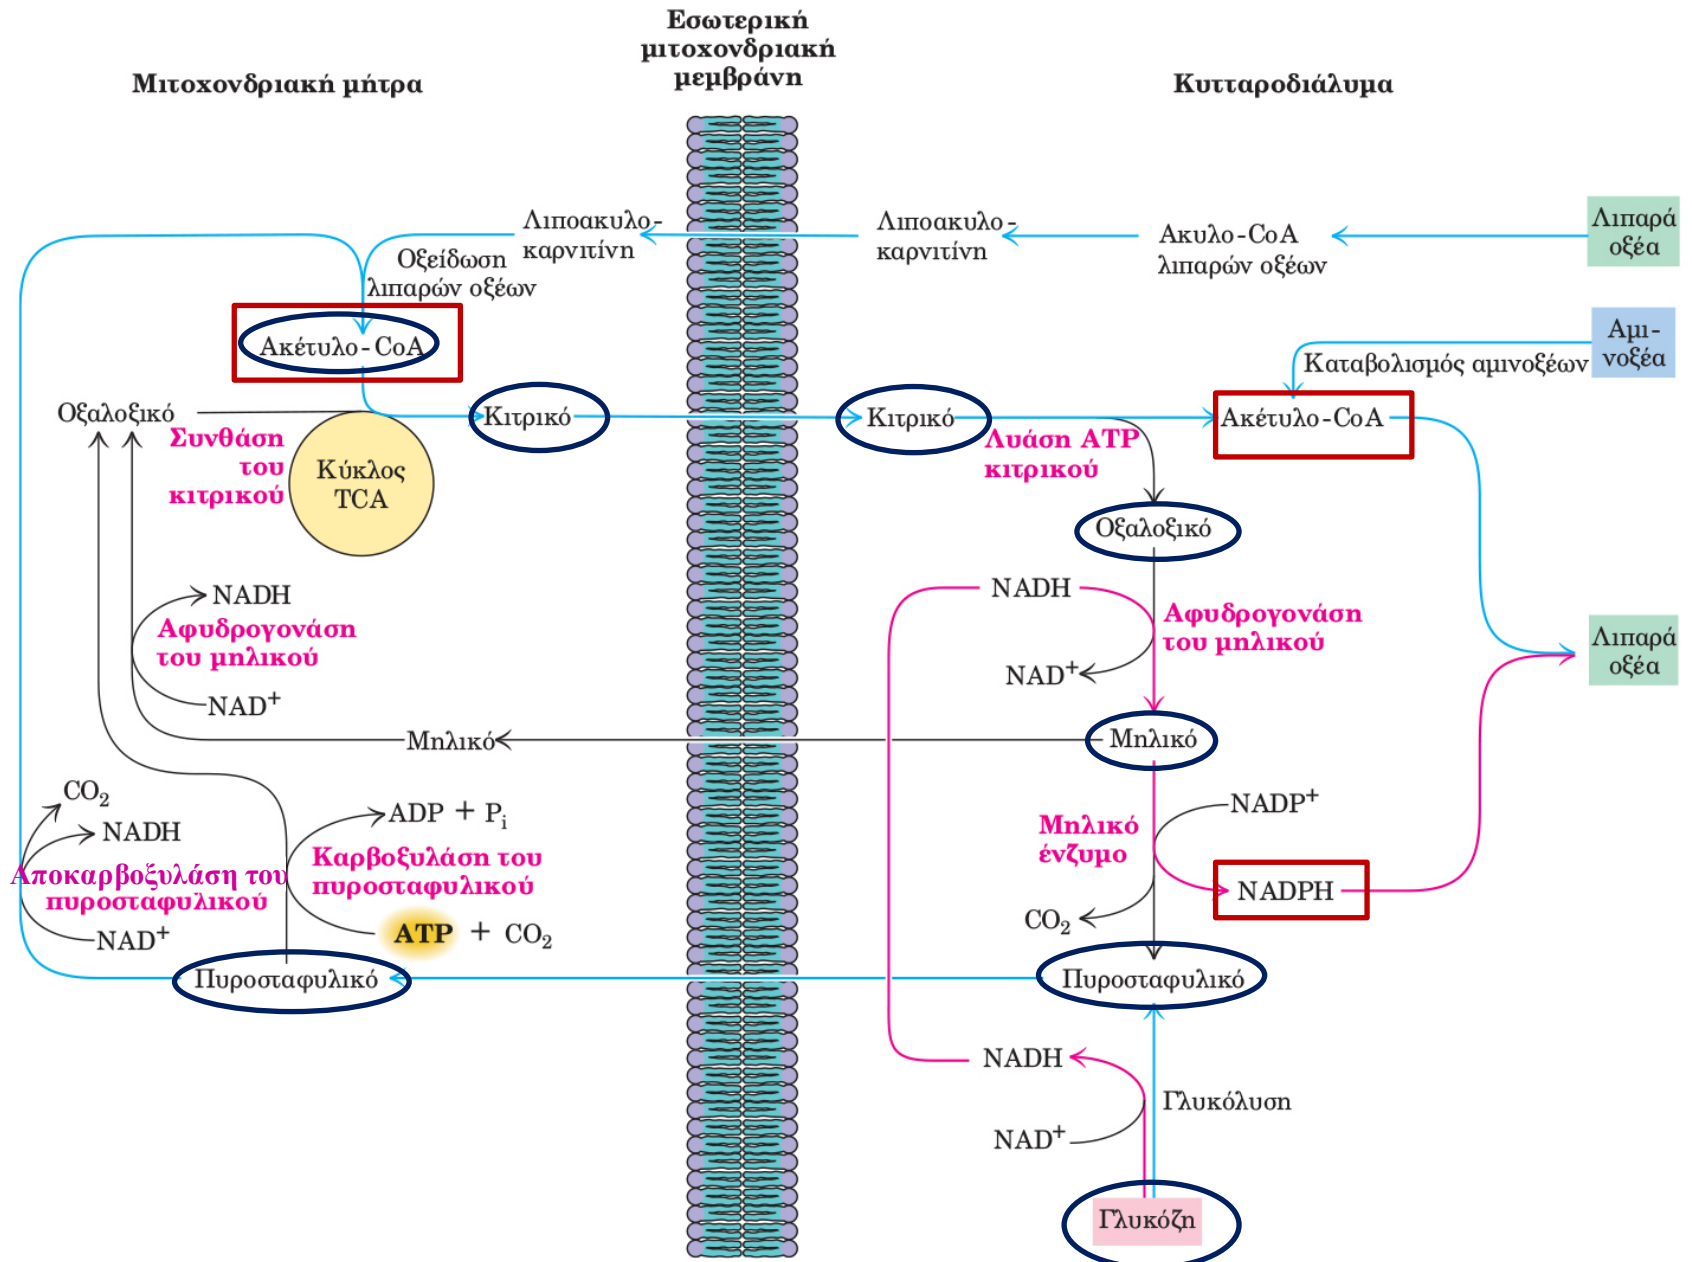 Εσωτερική
μιτοχονδριακή
μεμβράνη
Μιτοχονδριακή μήτρα
Κυτταροδιάλυμα
Λιποακυλο-
καρνιτίνη
Λιποακυλο-
καρνιτίνη
Ακυλο-CoA
λιπαρών οξέων
Λιπαρά
οξέα
Οξείδωση
λιπαρών οξέων
Ακέτυλο-CoA
Αμι-
νοξέα
Καταβολισμός αμινοξέων
Οξαλοξικό
Κιτρικό
Κιτρικό
Ακέτυλο-CoA
Συνθάση
του
κιτρικού
Κύκλος
TCA
Λυάση ATP
κιτρικού
Οξαλοξικό
NADH
Αφυδρογονάση
του μηλικού
NAD+
NADH
Αφυδρογονάση
του μηλικού
NAD+
Λιπαρά
οξέα
Μηλικό
Μηλικό
CO2
NADH
Αποκαρβοξυλάση του
πυροσταφυλικού
NAD+
ADP + Pi
Καρβοξυλάση του
πυροσταφυλικού
ATP + CO2
NADP+
Μηλικό
ένζυμο
NADPH
CO2
Πυροσταφυλικό
Πυροσταφυλικό
NADH
Γλυκόλυση
NAD+
Γλυκόζη